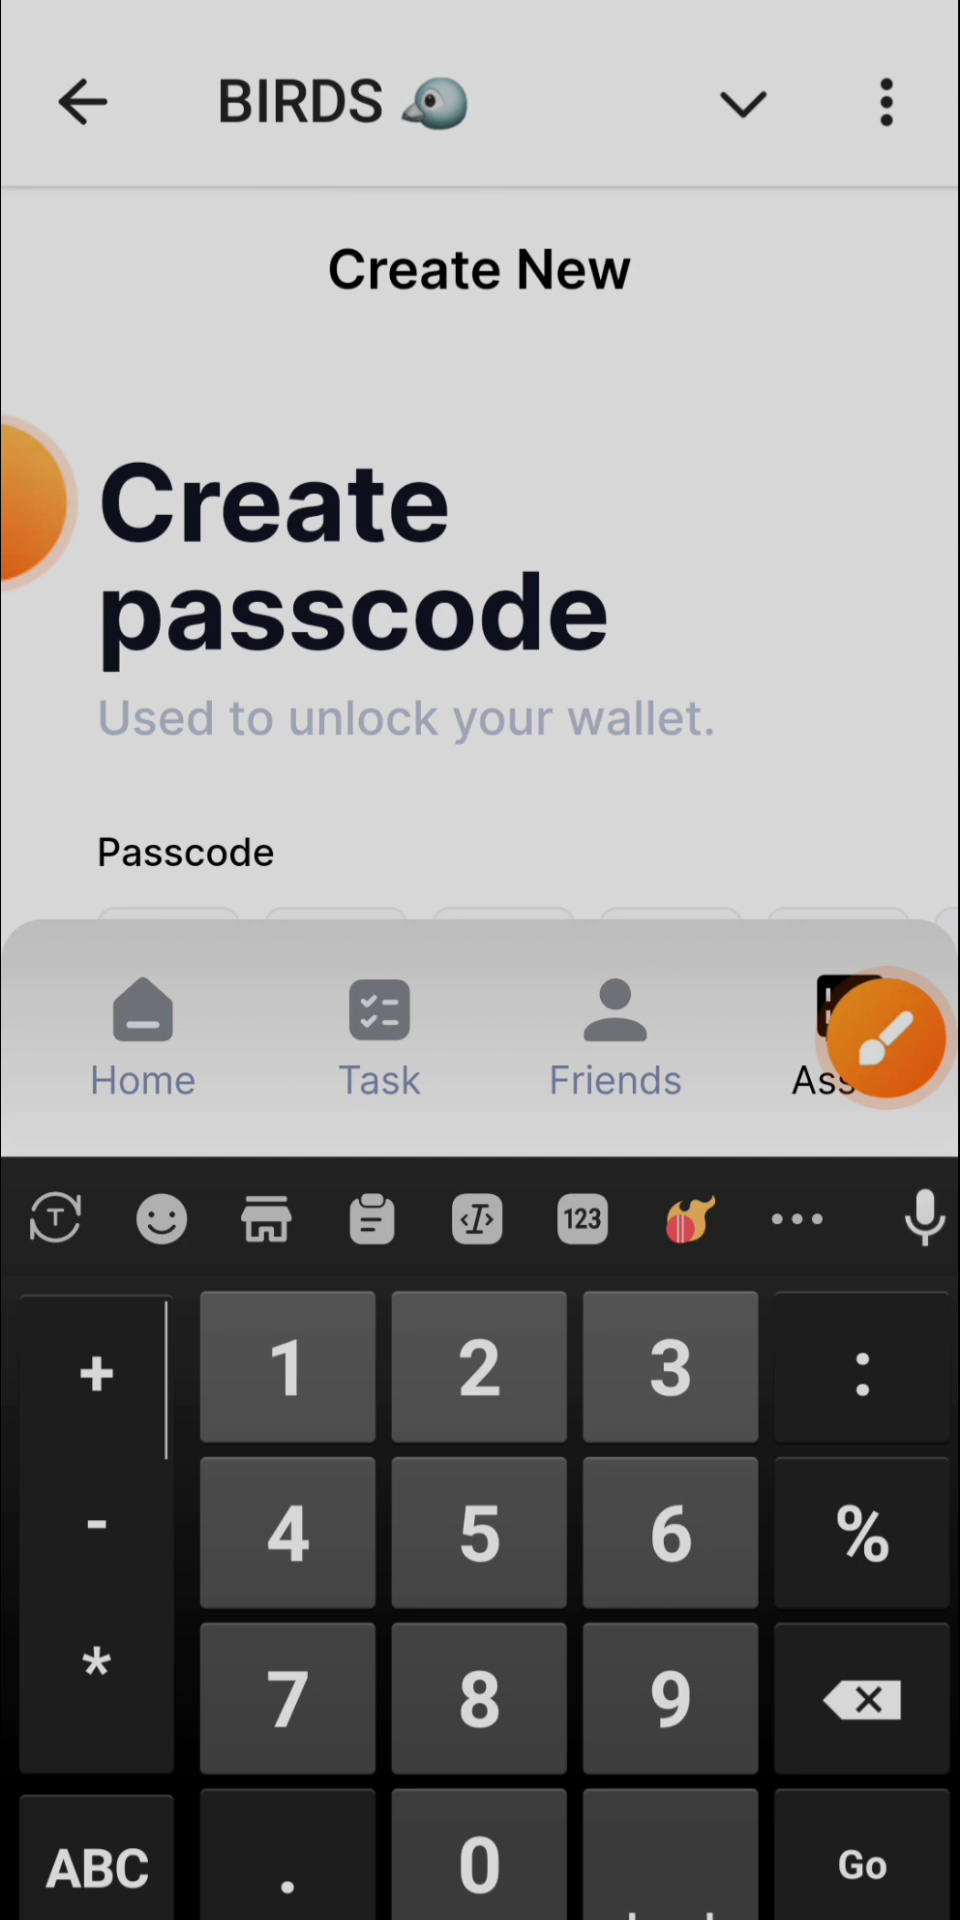 BIRDS
Create New
Create
passcode
Used to unlock your wallet.
Passcode
Home Task Friends Ass
T 123
+ 1 2 3 :
- 4 5 6 %
* 7 8 9
ABC . 0 Go